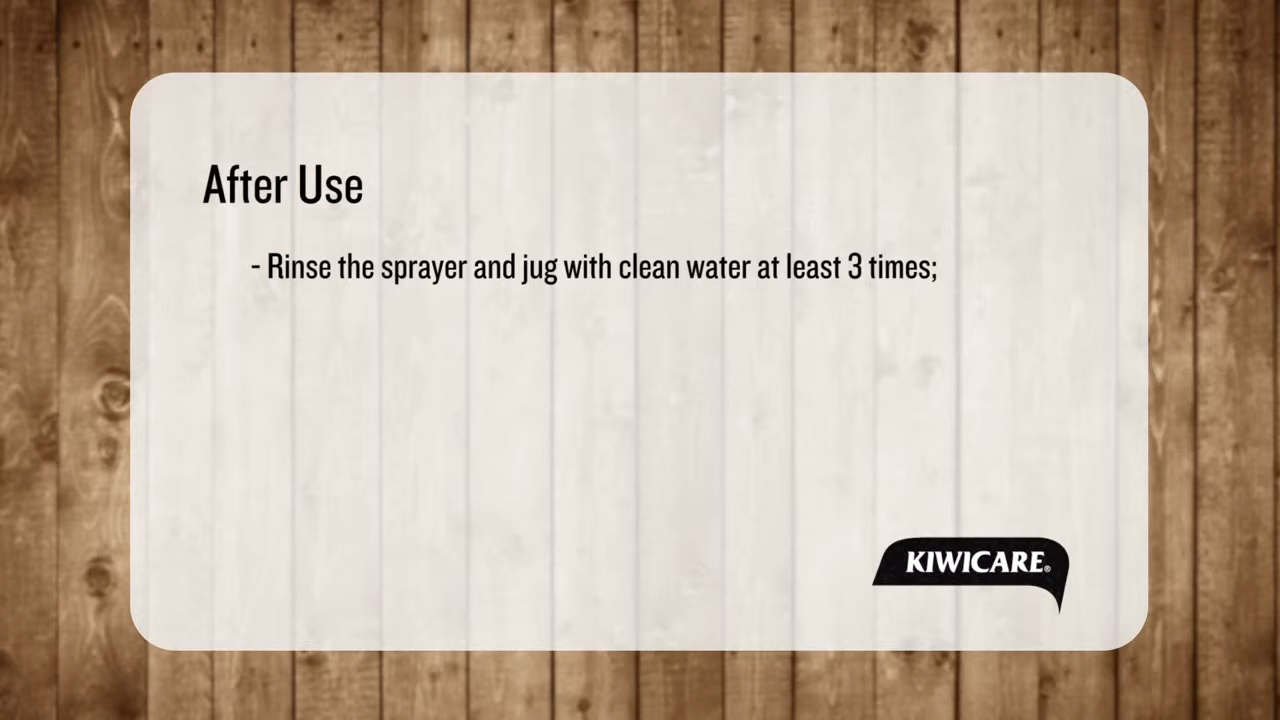 After Use
- Rinse the sprayer and jug with clean water at least 3 times;
KIWICARE®